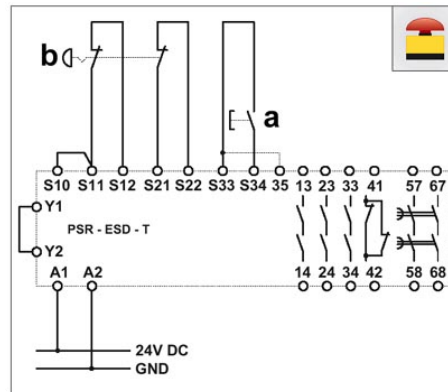 b
a
S10 S11 S12 S21 S22 S33 S34 35 13 23 33 41 57 67
Y1
PSR - ESD - T
Y2
A1 A2
14 24 34 42 58 68
24V DC
GND